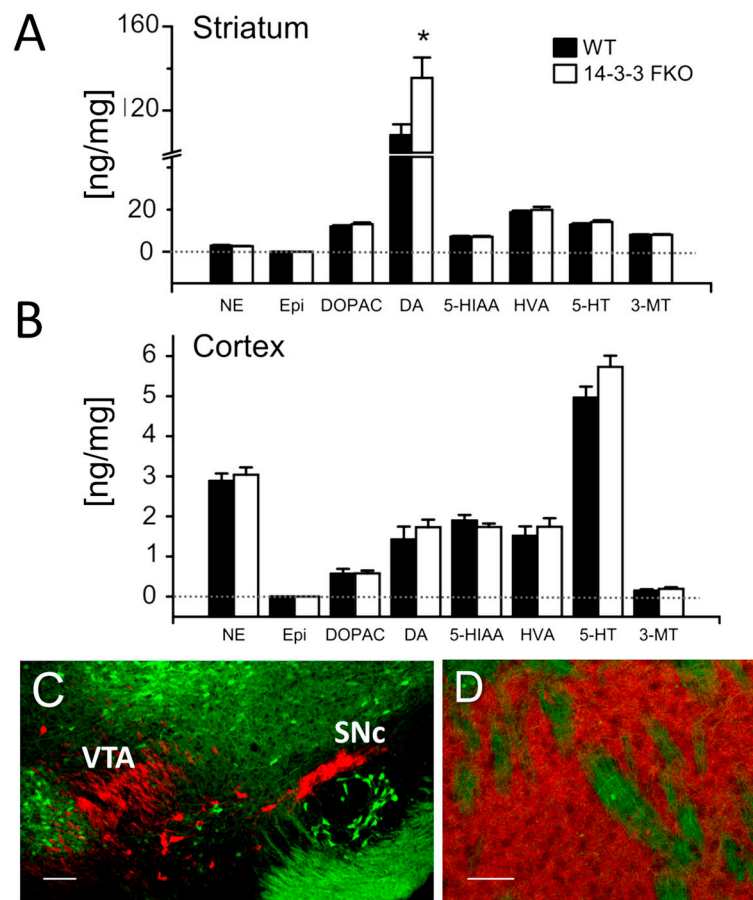 A
Striatum
WT
14-3-3 FKO
*
[ng/mg]
160
120
20
0
NE Epi DOPAC DA 5-HIAA HVA 5-HT 3-MT
B
Cortex
[ng/mg]
6
5
4
3
2
1
0
NE Epi DOPAC DA 5-HIAA HVA 5-HT 3-MT
C
VTA
SNc
D